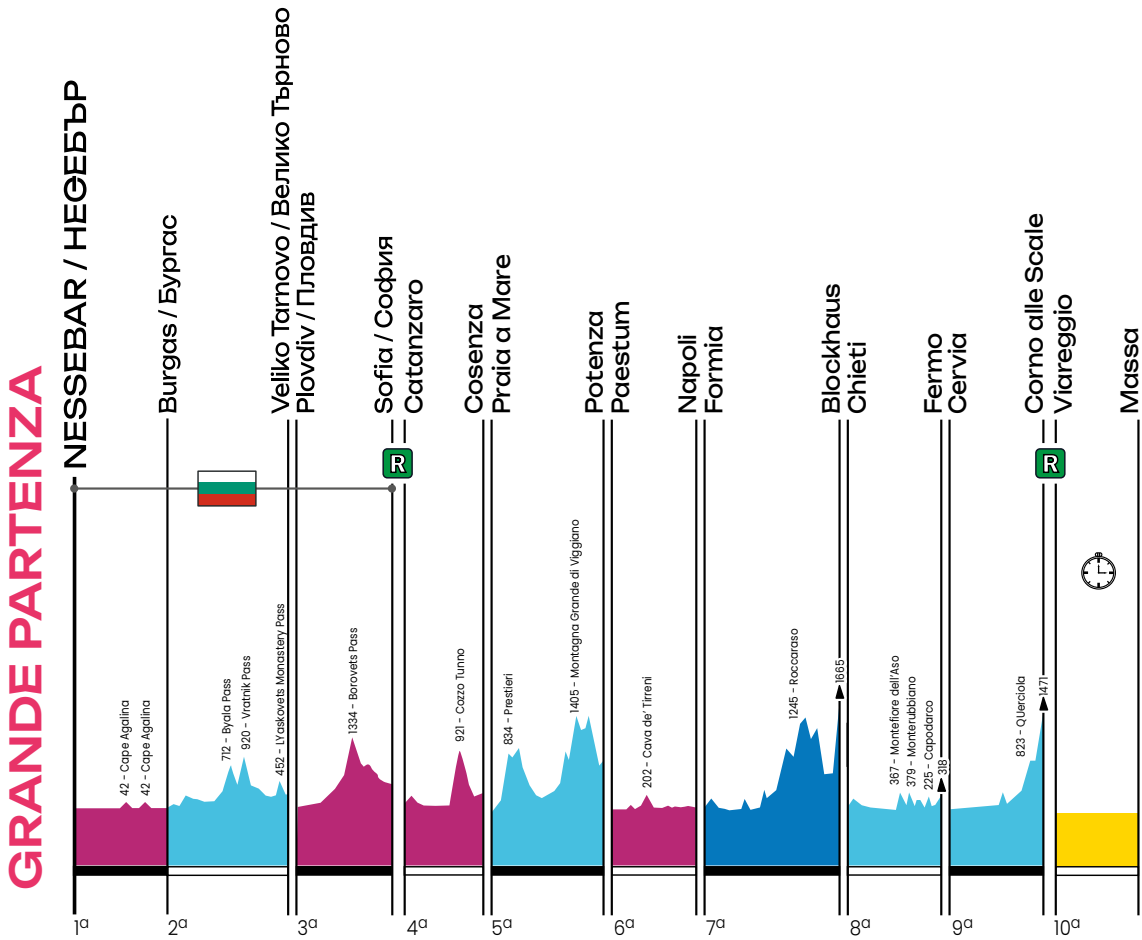 GRANDE PARTENZA
NESSEBAR / НЕѲЕБЪР
Burgas / Бургас
Veliko Tarnovo / Велико Търново
Plovdiv / Пловдив
Sofia / София
Catanzaro
Cosenza
Praia a Mare
Potenza
Paestum
Napoli
Formia
Blockhaus
Chieti
Fermo
Cervia
Corno alle Scale
Viareggio
Massa
R
R
42 - Cape Agalina
42 - Cape Agalina
712 - Byala Pass
920 - Vratnik Pass
452 - LYaskovets Monastery Pass
1334 - Borovets Pass
921 - Cozzo Tunno
834 - Prestieri
1405 - Montagna Grande di Viggiano
202 - Cava de' Tirreni
1245 - Roccaraso
1665
367 - Montefiore dell'Aso
379 - Monterubbiano
225 - Capodarco
318
823 - QUerciola
1471
1ª
2ª
3ª
4ª
5ª
6ª
7ª
8ª
9ª
10ª